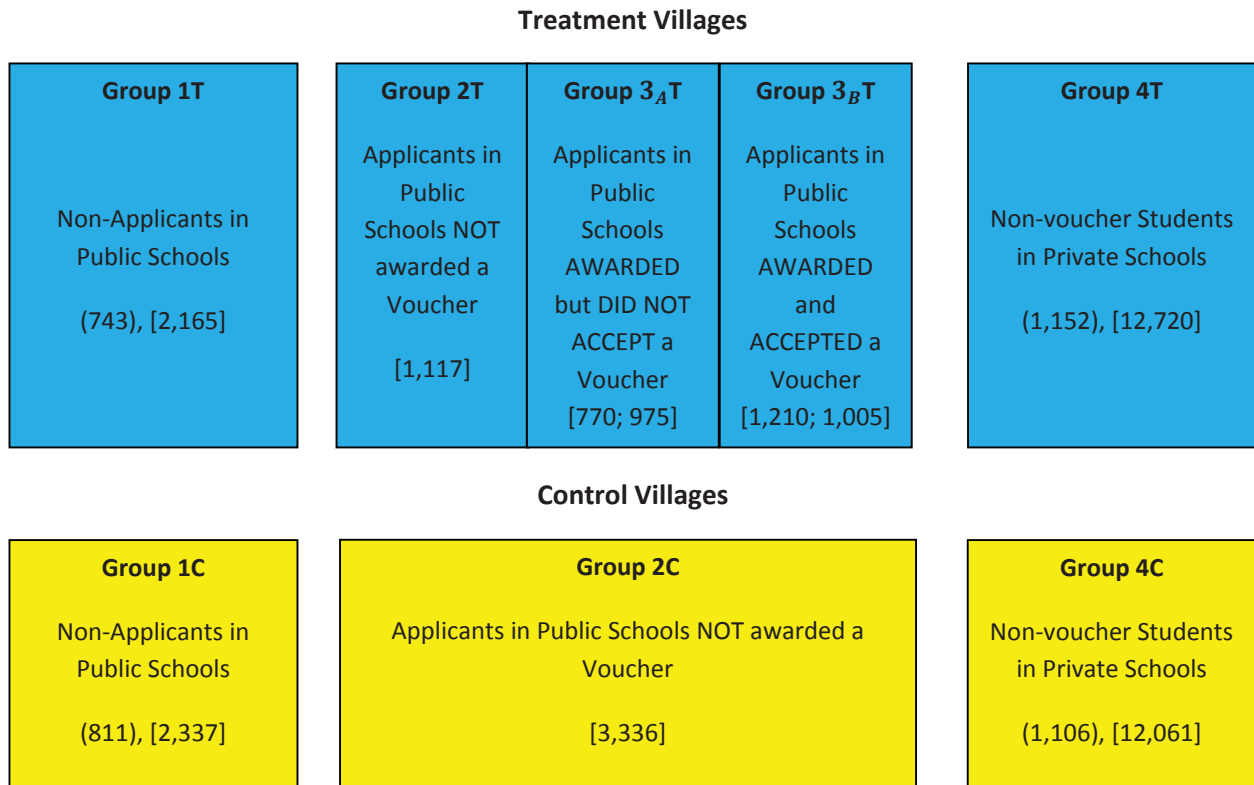 Treatment Villages
Group 1T
Non-Applicants in
Public Schools
(743), [2,165]
Group 2T
Applicants in
Public
Schools NOT
awarded a
Voucher
[1,117]
Group 3_A T
Applicants in
Public
Schools
AWARDED
but DID NOT
ACCEPT a
Voucher
[770; 975]
Group 3_B T
Applicants in
Public
Schools
AWARDED
and
ACCEPTED a
Voucher
[1,210; 1,005]
Group 4T
Non-voucher Students
in Private Schools
(1,152), [12,720]
Control Villages
Group 1C
Non-Applicants in
Public Schools
(811), [2,337]
Group 2C
Applicants in Public Schools NOT awarded a
Voucher
[3,336]
Group 4C
Non-voucher Students
in Private Schools
(1,106), [12,061]